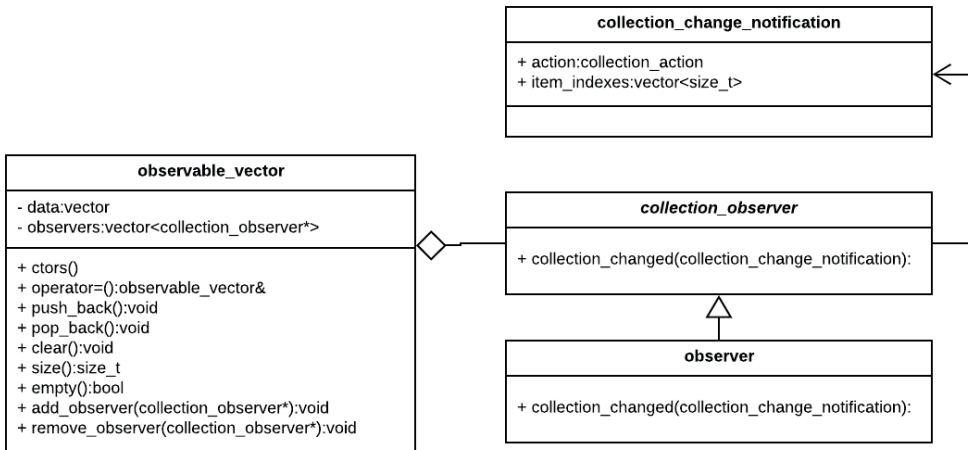 collection_change_notification
+ action:collection_action
+ item_indexes:vector<size_t>
observable_vector
- data:vector
- observers:vector<collection_observer*>
+ ctors()
+ operator=():observable_vector&
+ push_back():void
+ pop_back():void
+ clear():void
+ size():size_t
+ empty():bool
+ add_observer(collection_observer*):void
+ remove_observer(collection_observer*):void
collection_observer
+ collection_changed(collection_change_notification):
observer
+ collection_changed(collection_change_notification):